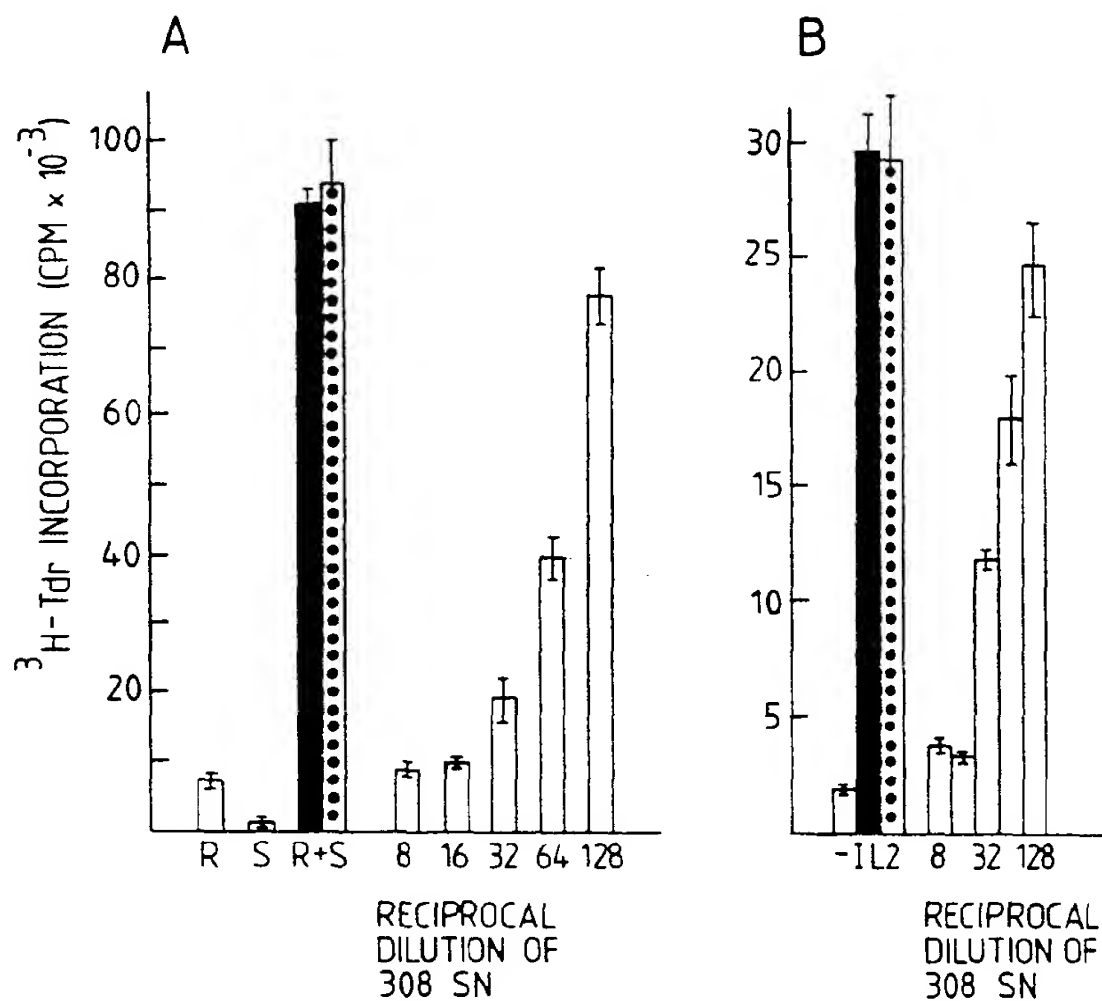 A
B
³H-Tdr INCORPORATION (CPM × 10⁻³)
100
80
60
40
20
R S R+S 8 16 32 64 128
RECIPROCAL
DILUTION OF
308 SN
30
25
20
15
10
5
-IL2 8 32 128
RECIPROCAL
DILUTION OF
308 SN